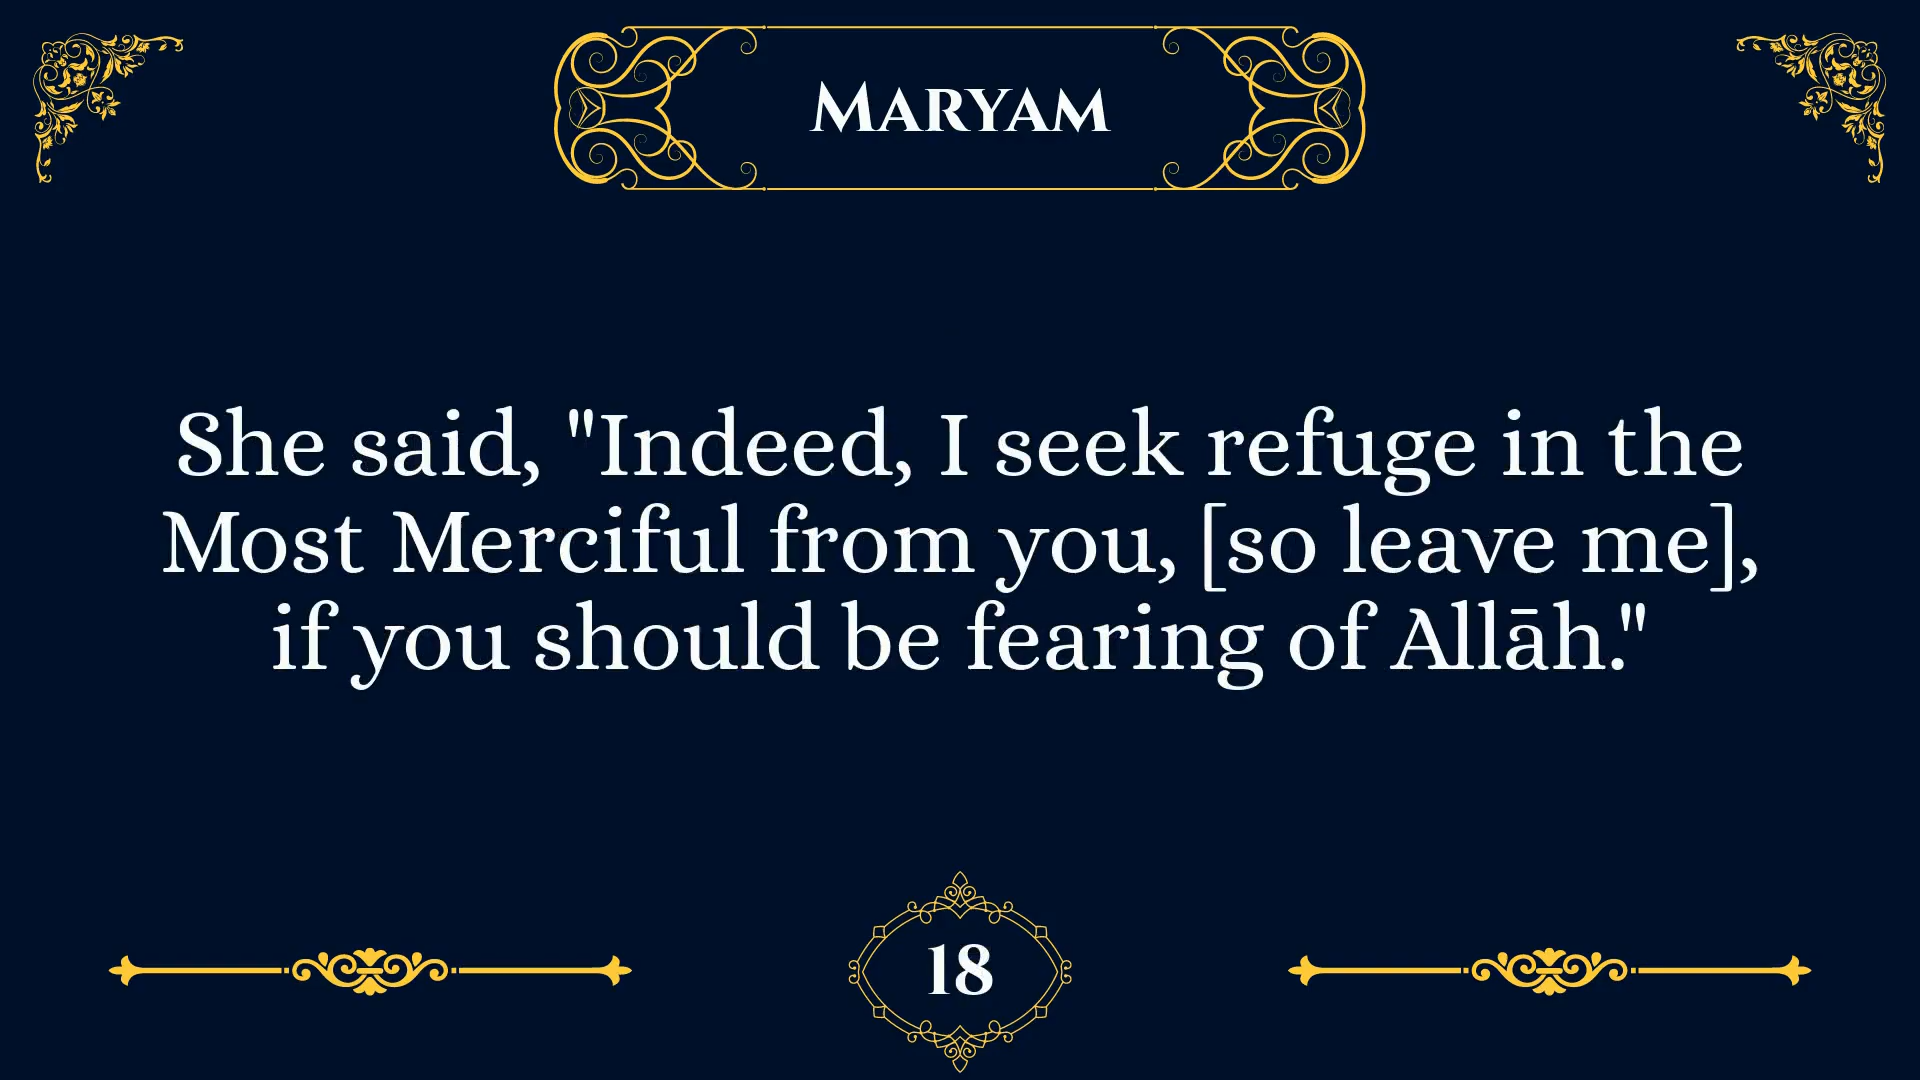 Maryam
She said, "Indeed, I seek refuge in the
Most Merciful from you, [so leave me],
if you should be fearing of Allāh."
18